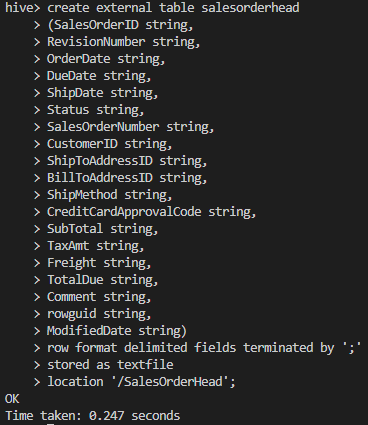 hive> create external table salesorderhead
    > (SalesOrderID string,
    > RevisionNumber string,
    > OrderDate string,
    > DueDate string,
    > ShipDate string,
    > Status string,
    > SalesOrderNumber string,
    > CustomerID string,
    > ShipToAddressID string,
    > BillToAddressID string,
    > ShipMethod string,
    > CreditCardApprovalCode string,
    > SubTotal string,
    > TaxAmt string,
    > Freight string,
    > TotalDue string,
    > Comment string,
    > rowguid string,
    > ModifiedDate string)
    > row format delimited fields terminated by ';'
    > stored as textfile
    > location '/SalesOrderHead';
OK
Time taken: 0.247 seconds